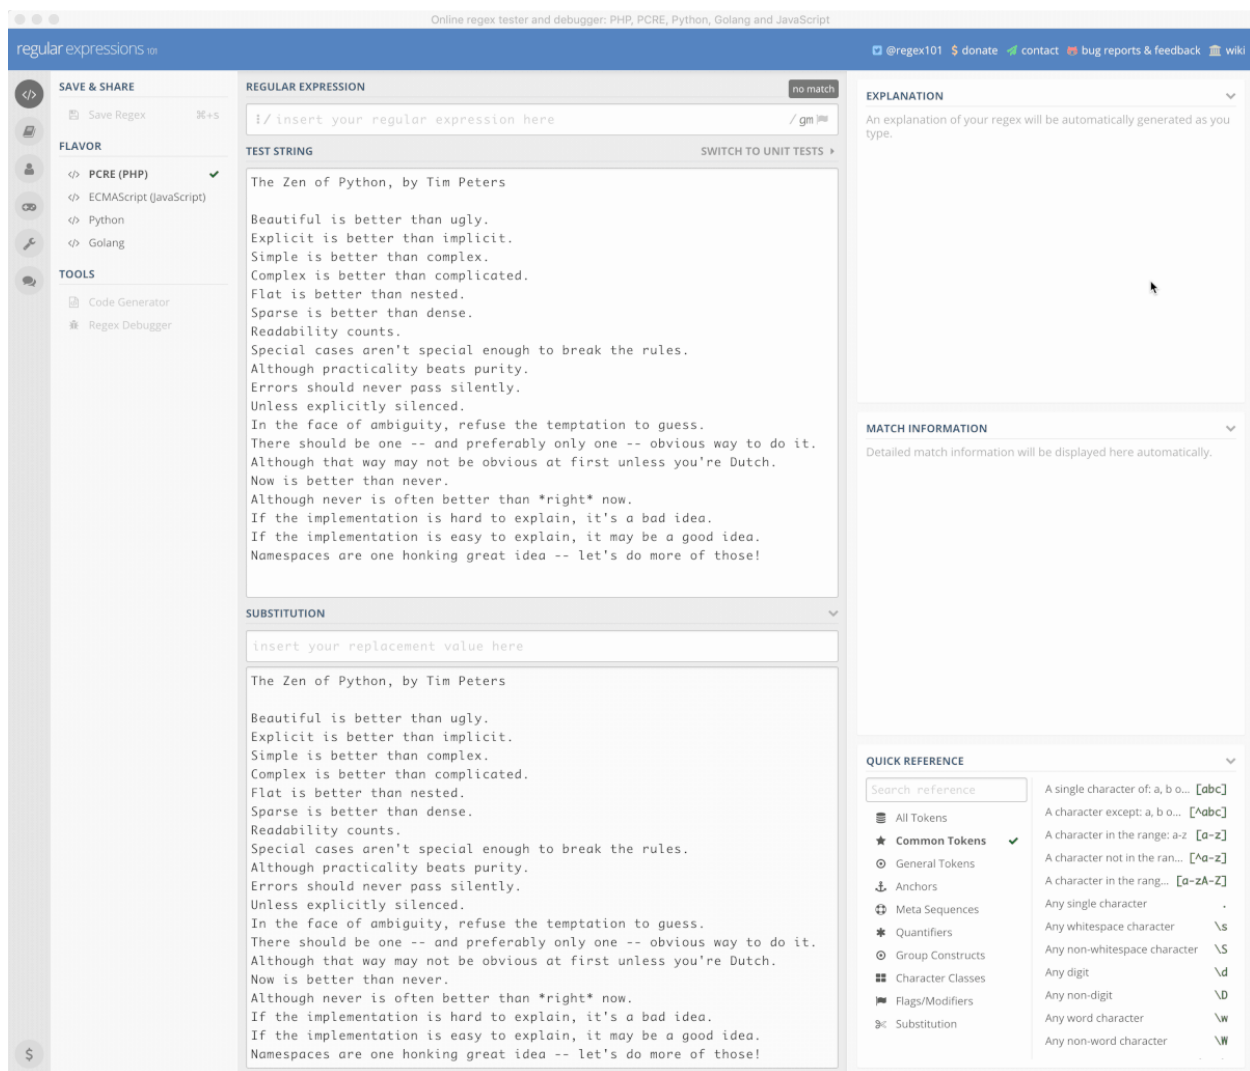 Online regex tester and debugger: PHP, PCRE, Python, Golang and JavaScript
regular expressions 101
@regex101 $ donate contact bug reports & feedback wiki
SAVE & SHARE
Save Regex ⌘+s
FLAVOR
</> PCRE (PHP)
</> ECMAScript (JavaScript)
</> Python
</> Golang
TOOLS
Code Generator
Regex Debugger
$
REGULAR EXPRESSION
no match
/ insert your regular expression here / gm
TEST STRING
SWITCH TO UNIT TESTS
The Zen of Python, by Tim Peters
Beautiful is better than ugly.
Explicit is better than implicit.
Simple is better than complex.
Complex is better than complicated.
Flat is better than nested.
Sparse is better than dense.
Readability counts.
Special cases aren't special enough to break the rules.
Although practicality beats purity.
Errors should never pass silently.
Unless explicitly silenced.
In the face of ambiguity, refuse the temptation to guess.
There should be one -- and preferably only one -- obvious way to do it.
Although that way may not be obvious at first unless you're Dutch.
Now is better than never.
Although never is often better than *right* now.
If the implementation is hard to explain, it's a bad idea.
If the implementation is easy to explain, it may be a good idea.
Namespaces are one honking great idea -- let's do more of those!
SUBSTITUTION
insert your replacement value here
The Zen of Python, by Tim Peters
Beautiful is better than ugly.
Explicit is better than implicit.
Simple is better than complex.
Complex is better than complicated.
Flat is better than nested.
Sparse is better than dense.
Readability counts.
Special cases aren't special enough to break the rules.
Although practicality beats purity.
Errors should never pass silently.
Unless explicitly silenced.
In the face of ambiguity, refuse the temptation to guess.
There should be one -- and preferably only one -- obvious way to do it.
Although that way may not be obvious at first unless you're Dutch.
Now is better than never.
Although never is often better than *right* now.
If the implementation is hard to explain, it's a bad idea.
If the implementation is easy to explain, it may be a good idea.
Namespaces are one honking great idea -- let's do more of those!
EXPLANATION
An explanation of your regex will be automatically generated as you
type.
MATCH INFORMATION
Detailed match information will be displayed here automatically.
QUICK REFERENCE
Search reference
All Tokens
Common Tokens
General Tokens
Anchors
Meta Sequences
Quantifiers
Group Constructs
Character Classes
Flags/Modifiers
Substitution
A single character of: a, b o... [abc]
A character except: a, b o... [^abc]
A character in the range: a-z [a-z]
A character not in the ran... [^a-z]
A character in the rang... [a-zA-Z]
Any single character .
Any whitespace character \s
Any non-whitespace character \S
Any digit \d
Any non-digit \D
Any word character \w
Any non-word character \W